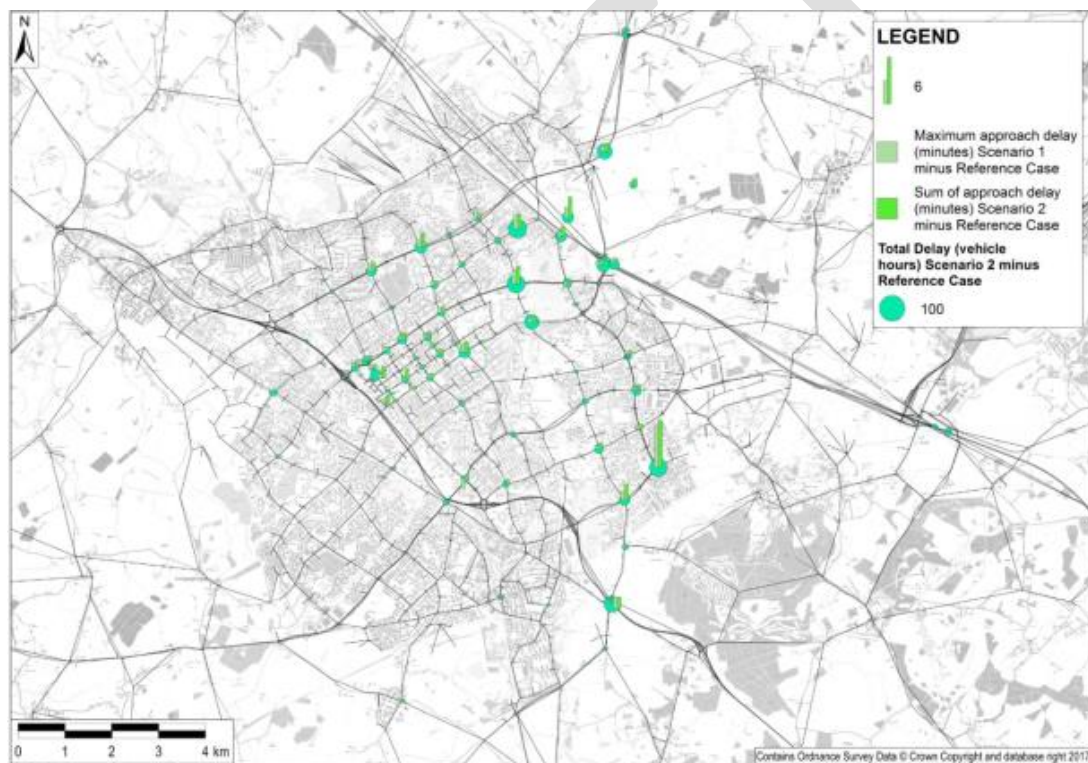 N
LEGEND
6
Maximum approach delay
(minutes) Scenario 1
minus Reference Case
Sum of approach delay
(minutes) Scenario 2
minus Reference Case
Total Delay (vehicle
hours) Scenario 2 minus
Reference Case
100
0 1 2 3 4 km
Contains Ordnance Survey Data © Crown Copyright and database right 2017